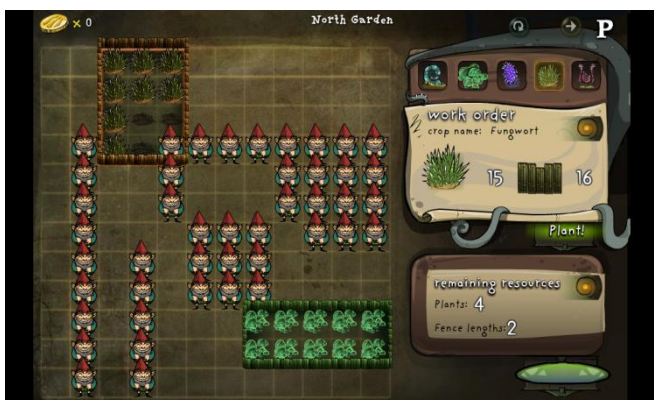 × 0
North Garden
P
work order
crop name: Fungwort
15 16
Plant!
remaining resources
Plants: 4
Fence lengths: 2